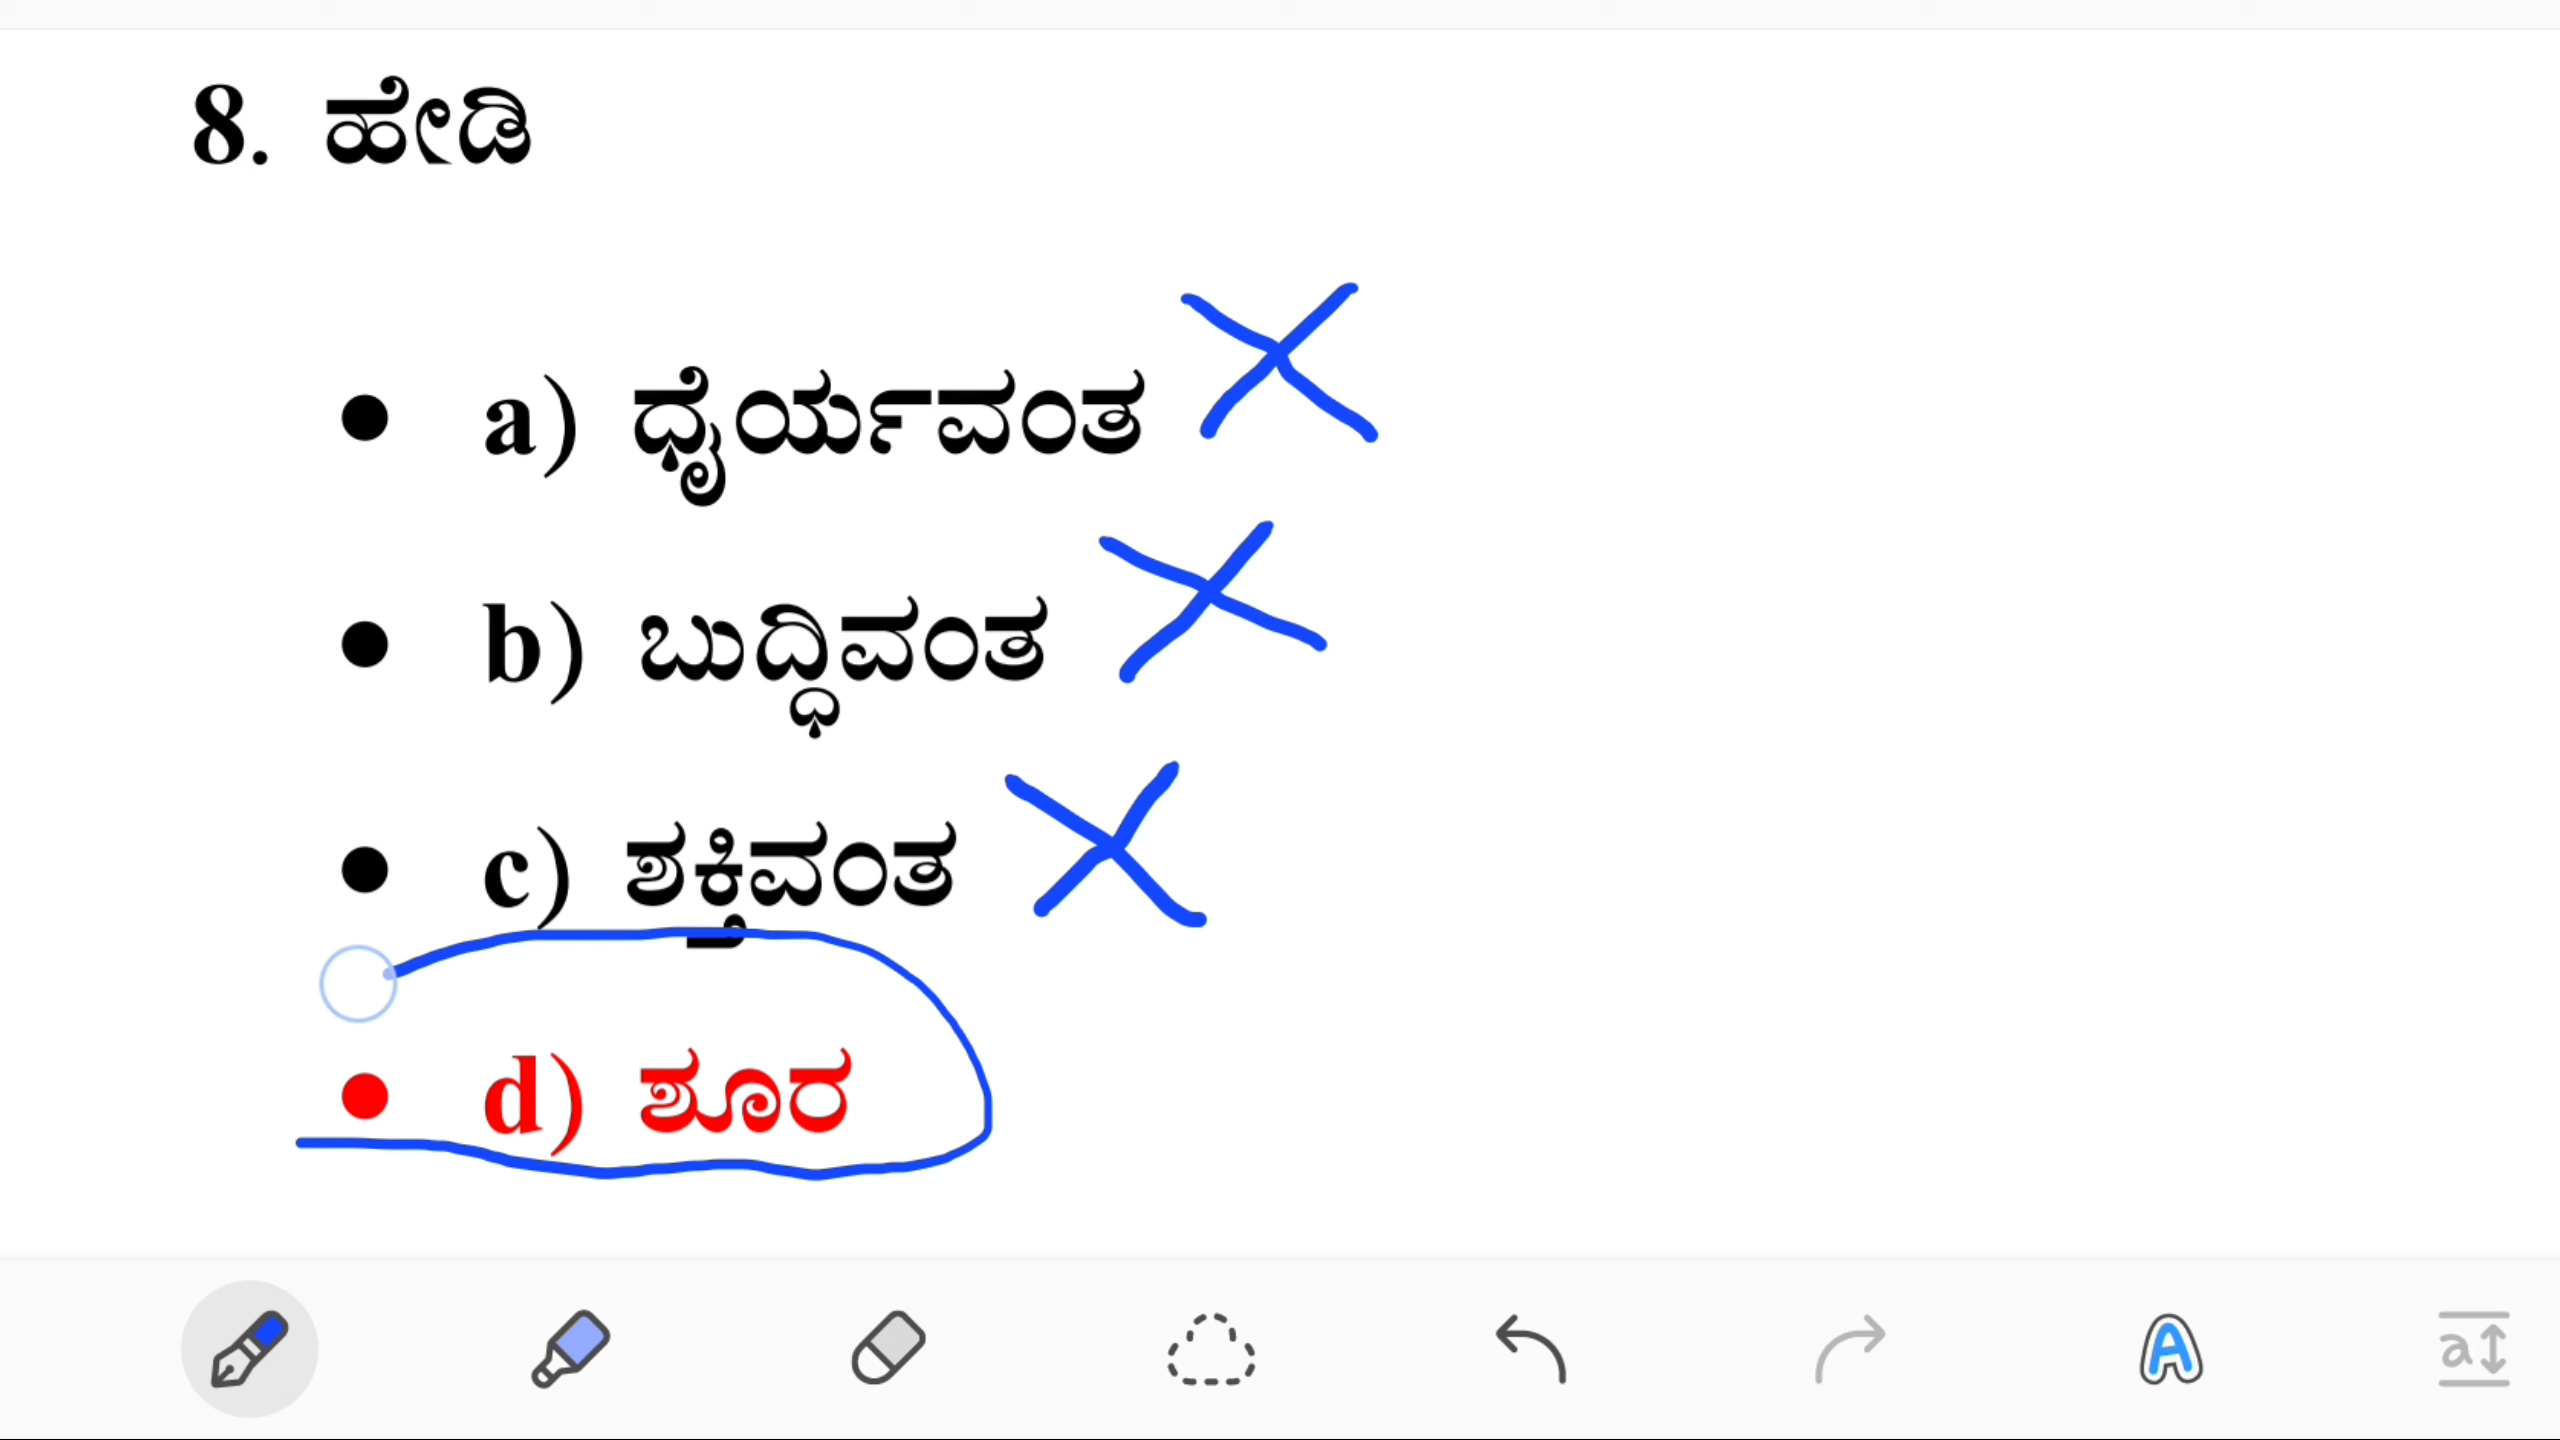 8. ಹೇಡಿ
• a) ಧೈರ್ಯವಂತ
• b) ಬುದ್ಧಿವಂತ
• c) ಶಕ್ತಿವಂತ
• d) ಶೂರ